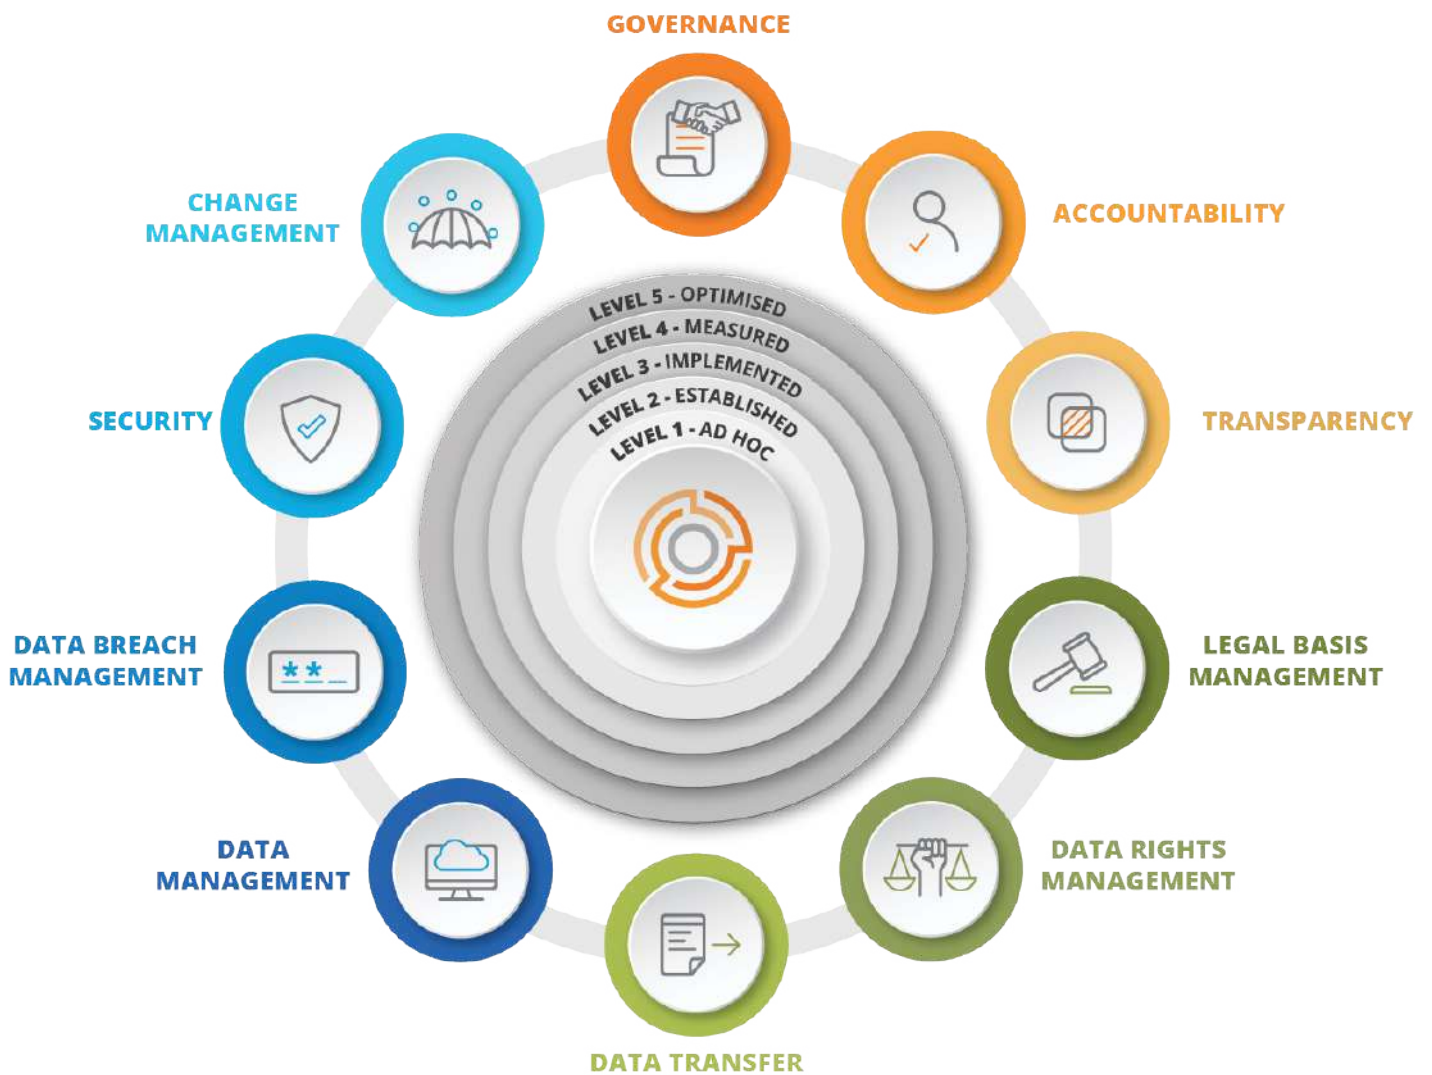 GOVERNANCE
CHANGE
MANAGEMENT
ACCOUNTABILITY
LEVEL 5 - OPTIMISED
LEVEL 4 - MEASURED
LEVEL 3 - IMPLEMENTED
LEVEL 2 - ESTABLISHED
LEVEL 1 - AD HOC
SECURITY
TRANSPARENCY
DATA BREACH
MANAGEMENT
LEGAL BASIS
MANAGEMENT
DATA
MANAGEMENT
DATA RIGHTS
MANAGEMENT
DATA TRANSFER